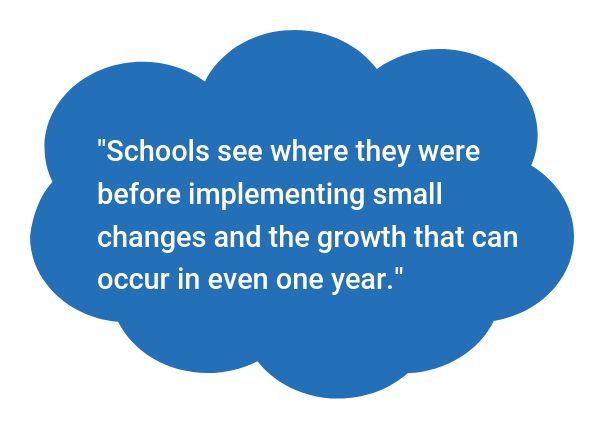 "Schools see where they were
before implementing small
changes and the growth that can
occur in even one year."